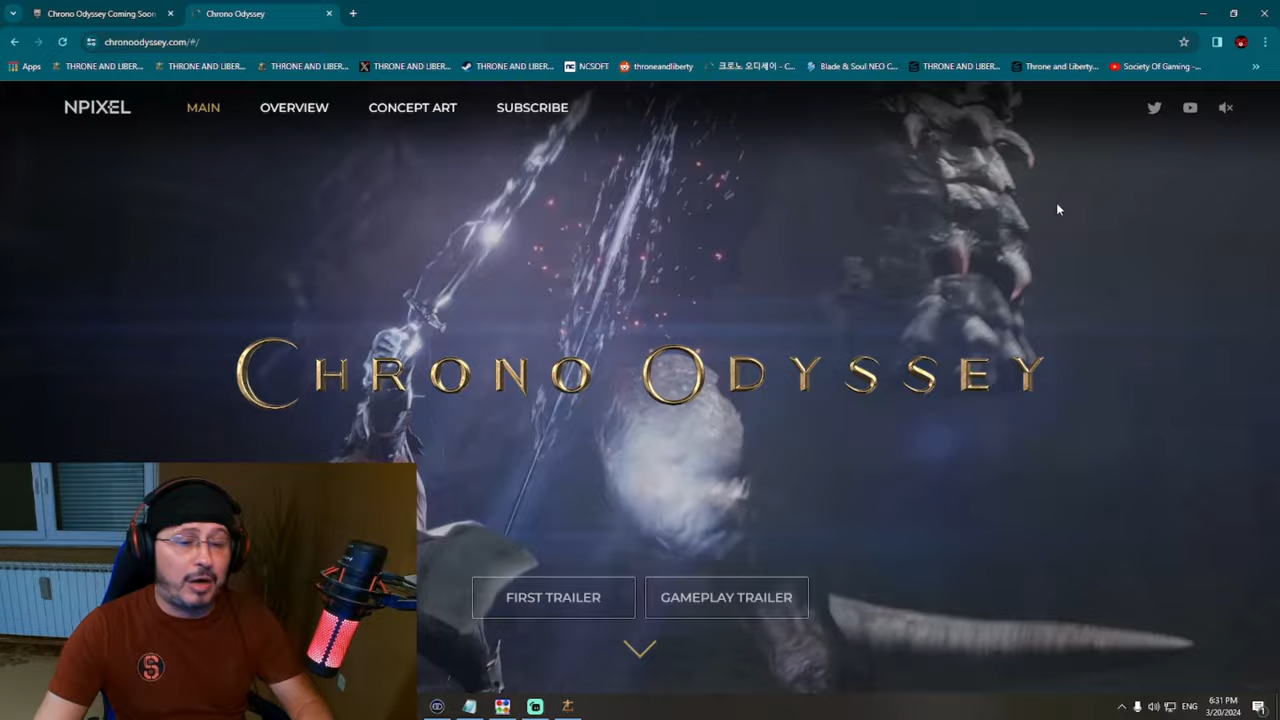 Chrono Odyssey Coming Soon
Chrono Odyssey
chronoodyssey.com/#/
Apps
THRONE AND LIBER...
THRONE AND LIBER...
THRONE AND LIBER...
THRONE AND LIBER...
THRONE AND LIBER...
NCSOFT
throneandliberty
크로노 오디세이 - C...
Blade & Soul NEO C...
THRONE AND LIBER...
Throne and Liberty...
Society Of Gaming -...
NPIXEL
MAIN
OVERVIEW
CONCEPT ART
SUBSCRIBE
CHRONO ODYSSEY
FIRST TRAILER
GAMEPLAY TRAILER
S
ENG
6:31 PM
3/20/2024